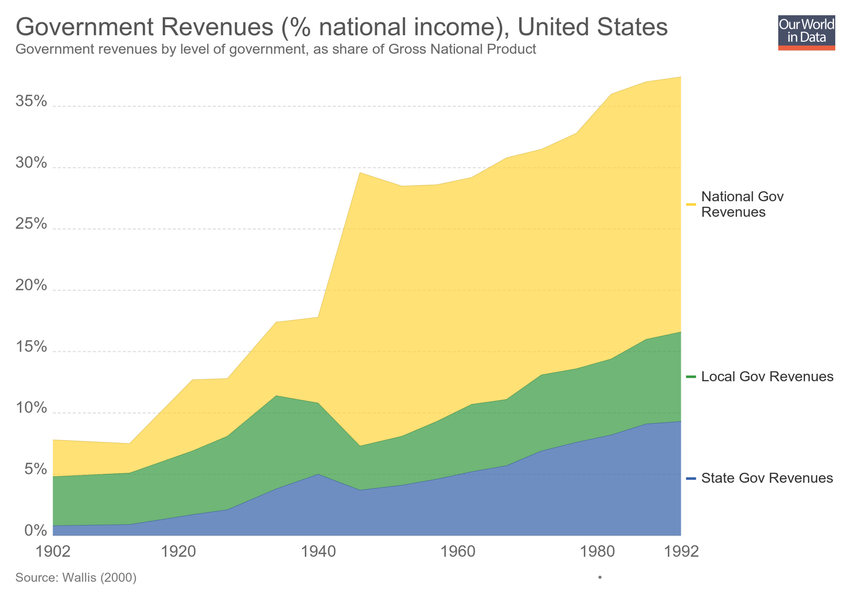 Government Revenues (% national income), United States
Government revenues by level of government, as share of Gross National Product
Our World
in Data
35%
30%
25%
20%
15%
10%
5%
0%
National Gov
Revenues
Local Gov Revenues
State Gov Revenues
1902 1920 1940 1960 1980 1992
Source: Wallis (2000)